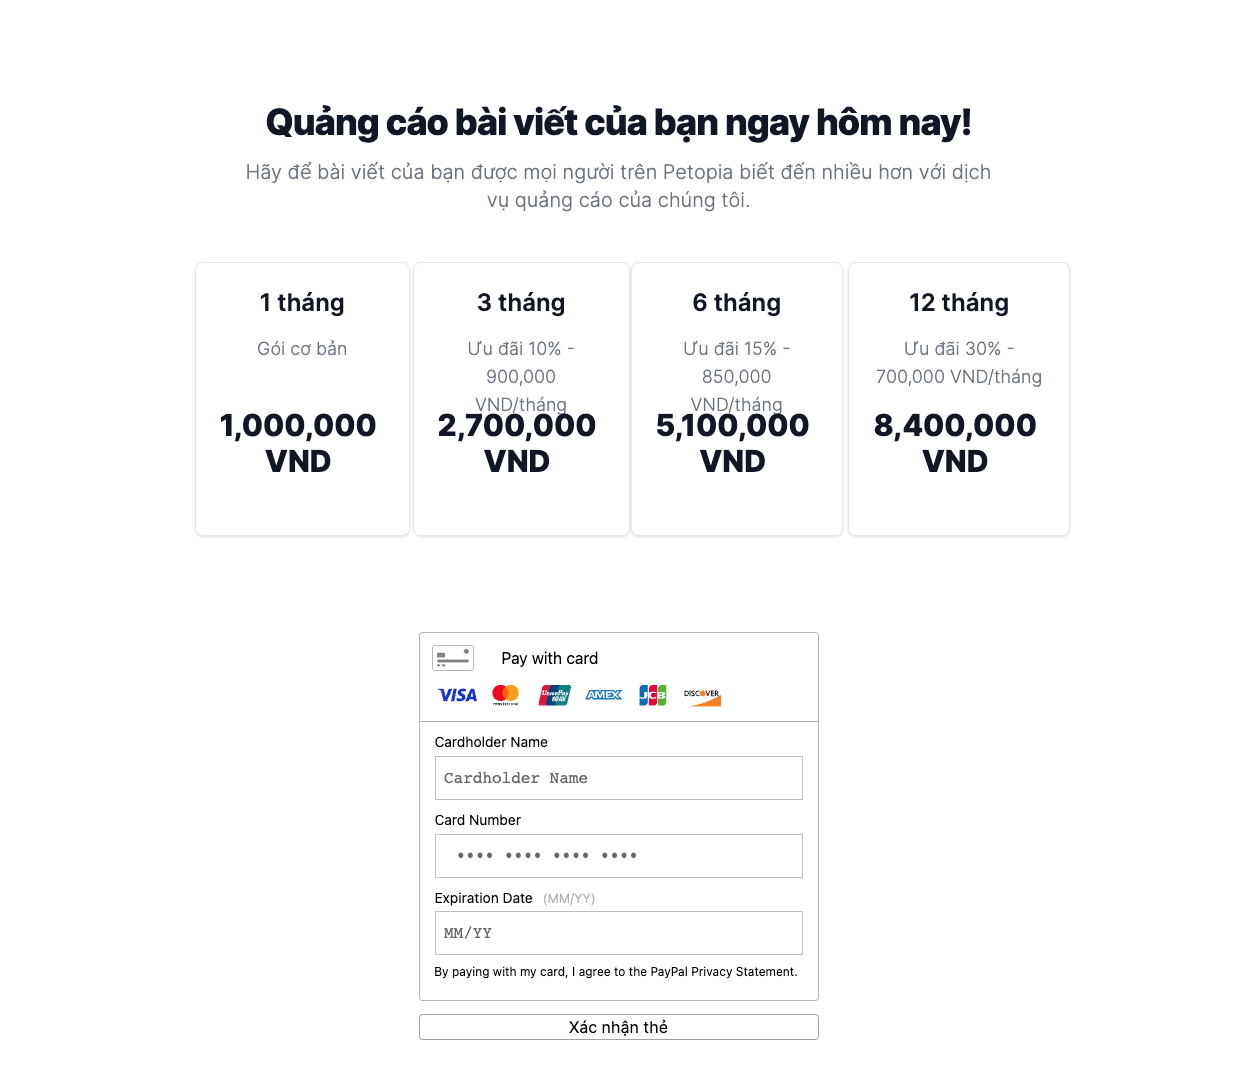 Quảng cáo bài viết của bạn ngay hôm nay!
Hãy để bài viết của bạn được mọi người trên Petopia biết đến nhiều hơn với dịch
vụ quảng cáo của chúng tôi.
1 tháng
Gói cơ bản
1,000,000
VND
3 tháng
Ưu đãi 10% -
900,000
VND/tháng
2,700,000
VND
6 tháng
Ưu đãi 15% -
850,000
VND/tháng
5,100,000
VND
12 tháng
Ưu đãi 30% -
700,000 VND/tháng
8,400,000
VND
Pay with card
VISA mastercard UnionPay 银联 AMEX JCB DISCOVER
Cardholder Name
Cardholder Name
Card Number
•••• •••• •••• ••••
Expiration Date (MM/YY)
MM/YY
By paying with my card, I agree to the PayPal Privacy Statement.
Xác nhận thẻ